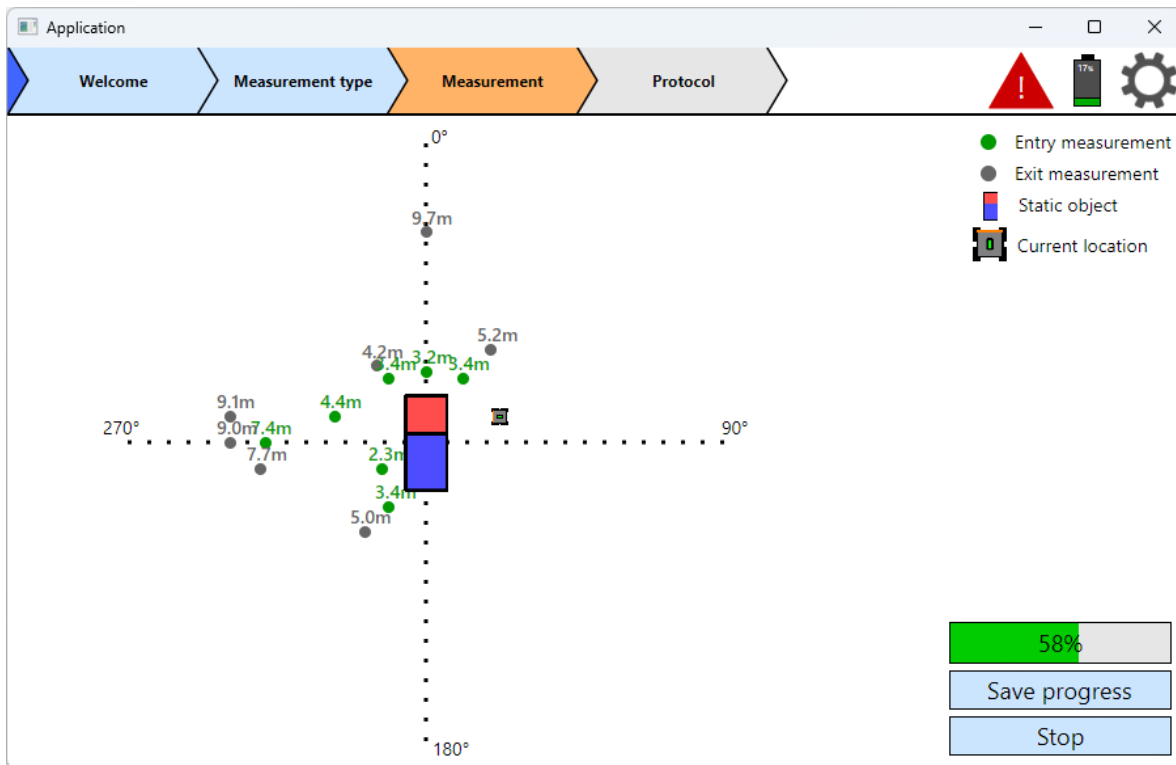 Application
Welcome
Measurement type
Measurement
Protocol
!
17%
0°
Entry measurement
Exit measurement
Static object
Current location
9.7m
5.2m
4.2m
3.2m
3.4m
9.1m
4.4m
270°
9.0m
7.4m
90°
7.7m
2.3m
3.4m
5.0m
58%
Save progress
Stop
180°